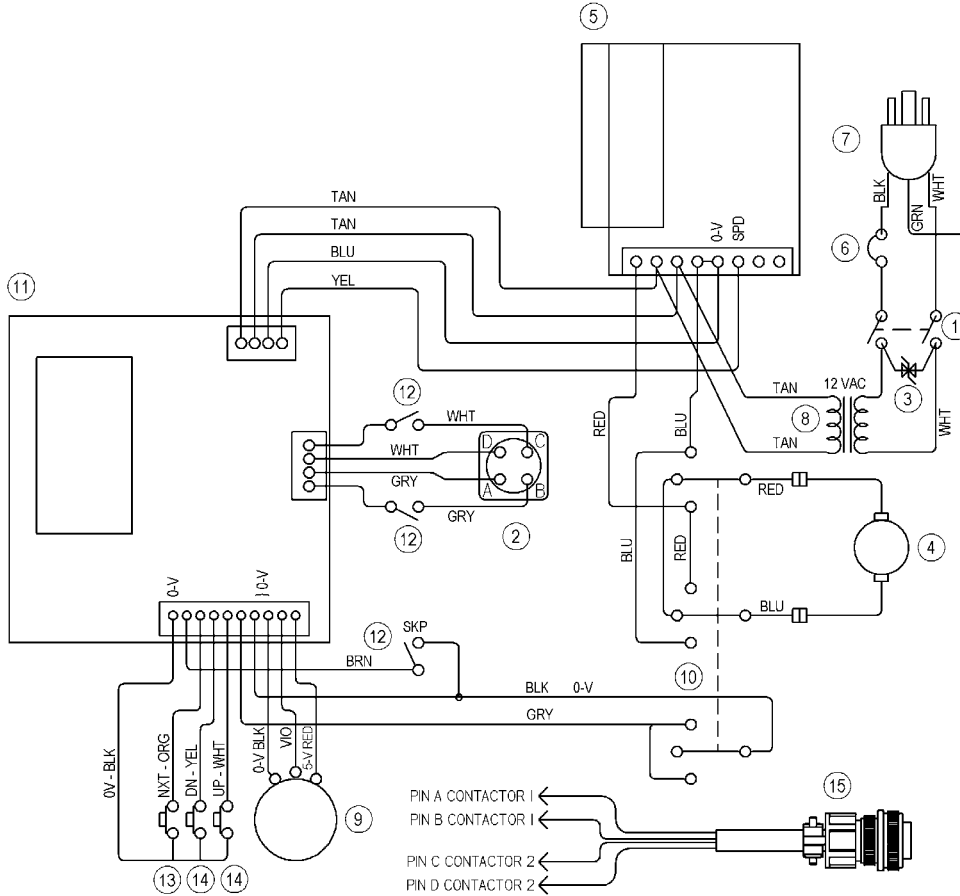 5
7
BLK
GRN
WHT
TAN
TAN
BLU
YEL
0-V
SPD
6
11
1
3
12
WHT
WHT
GRY
GRY
12
D
C
A
B
2
RED
BLU
TAN
TAN
12 VAC
8
WHT
RED
BLU
RED
BLU
4
0-V
}0-V
12
SKP
BRN
10
BLK 0-V
GRY
0V - BLK
NXT - ORG
DN - YEL
UP - WHT
0-V BLK
VIO
5-V RED
9
13
14
14
PIN A CONTACTOR 1
PIN B CONTACTOR 1
PIN C CONTACTOR 2
PIN D CONTACTOR 2
15